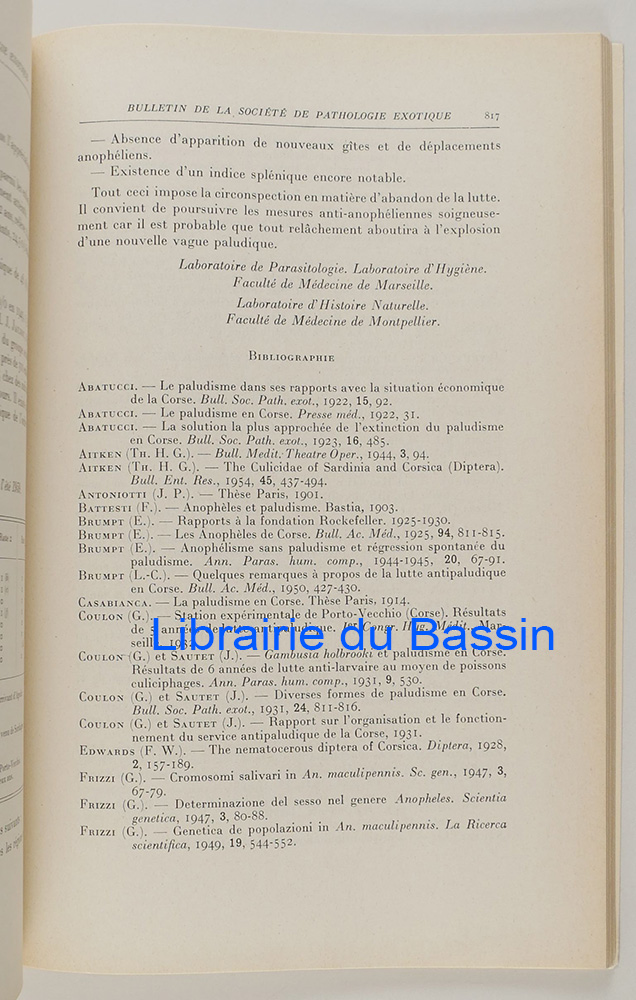 BULLETIN DE LA SOCIÉTÉ DE PATHOLOGIE EXOTIQUE 817
— Absence d'apparition de nouveaux gîtes et de déplacements
anophéliens.
— Existence d'un indice splénique encore notable.
Tout ceci impose la circonspection en matière d'abandon de la lutte.
Il convient de poursuivre les mesures anti-anophéliennes soigneuse-
ment car il est probable que tout relâchement aboutira à l'explosion
d'une nouvelle vague paludique.
Laboratoire de Parasitologie. Laboratoire d'Hygiène.
Faculté de Médecine de Marseille.
Laboratoire d'Histoire Naturelle.
Faculté de Médecine de Montpellier.
BIBLIOGRAPHIE
ABATUCCI. — Le paludisme dans ses rapports avec la situation économique
de la Corse. Bull. Soc. Path. exot., 1922, 15, 92.
ABATUCCI. — Le paludisme en Corse. Presse méd., 1922, 31.
ABATUCCI. — La solution la plus approchée de l'extinction du paludisme
en Corse. Bull. Soc. Path. exot., 1923, 16, 485.
AITKEN (TH. H. G.). — Bull. Medit. Theatre Oper., 1944, 3, 94.
AITKEN (TH. H. G.). — The Culicidae of Sardinia and Corsica (Diptera).
Bull. Ent. Res., 1954, 45, 437-494.
ANTONIOTTI (J. P.). — Thèse Paris, 1901.
BATTESTI (F.). — Anophèles et paludisme. Bastia, 1903.
BRUMPT (E.). — Rapports à la fondation Rockefeller. 1925-1930.
BRUMPT (E.). — Les Anophèles de Corse. Bull. Ac. Méd., 1925, 94, 811-815.
BRUMPT (E.). — Anophélisme sans paludisme et régression spontanée du
paludisme. Ann. Paras. hum. comp., 1944-1945, 20, 67-91.
BRUMPT (L.-C.). — Quelques remarques à propos de la lutte antipaludique
en Corse. Bull. Ac. Méd., 1950, 427-430.
CASABIANCA. — La paludisme en Corse. Thèse Paris, 1914.
COULON (G.). — Station expérimentale de Porto-Vecchio (Corse). Résultats
de 5 années de lutte antipaludique. 1er Congr. Hyg. Médit. Mar-
seille, 1932.
Librairie du Bassin
COULON (G.) et SAUTET (J.). — Gambusia holbrooki et paludisme en Corse.
Résultats de 6 années de lutte anti-larvaire au moyen de poissons
culiciphages. Ann. Paras. hum. comp., 1931, 9, 530.
COULON (G.) et SAUTET (J.). — Diverses formes de paludisme en Corse.
Bull. Soc. Path. exot., 1931, 24, 811-816.
COULON (G.) et SAUTET (J.). — Rapport sur l'organisation et le fonction-
nement du service antipaludique de la Corse, 1931.
EDWARDS (F. W.). — The nematocerous diptera of Corsica. Diptera, 1928,
2, 157-189.
FRIZZI (G.). — Cromosomi salivari in An. maculipennis. Sc. gen., 1947, 3,
67-79.
FRIZZI (G.). — Determinazione del sesso nel genere Anopheles. Scientia
genetica, 1947, 3, 80-88.
FRIZZI (G.). — Genetica de popolazioni in An. maculipennis. La Ricerca
scientifica, 1949, 19, 544-552.